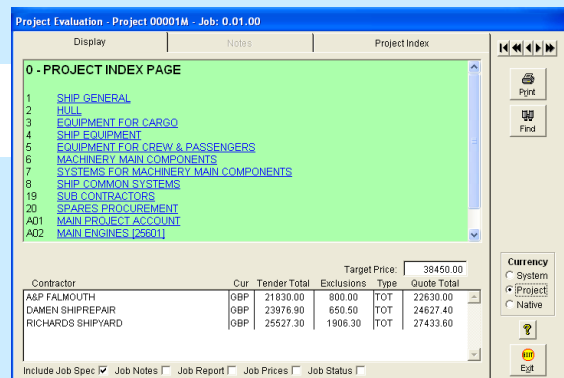 Project Evaluation - Project 00001M - Job: 0.01.00
Display Notes Project Index
0 - PROJECT INDEX PAGE
1 SHIP GENERAL
2 HULL
3 EQUIPMENT FOR CARGO
4 SHIP EQUIPMENT
5 EQUIPMENT FOR CREW & PASSENGERS
6 MACHINERY MAIN COMPONENTS
7 SYSTEMS FOR MACHINERY MAIN COMPONENTS
8 SHIP COMMON SYSTEMS
19 SUB CONTRACTORS
20 SPARES PROCUREMENT
A01 MAIN PROJECT ACCOUNT
A02 MAIN ENGINES [25601]
Print
Find
Target Price: 38450.00
Contractor Cur Tender Total Exclusions Type Quote Total
A&P FALMOUTH GBP 21830.00 800.00 TOT 22630.00
DAMEN SHIPREPAIR GBP 23976.90 650.50 TOT 24627.40
RICHARDS SHIPYARD GBP 25527.30 1906.30 TOT 27433.60
Currency
System
Project
Native
?
EXIT
Exit
Include Job Spec Job Notes Job Report Job Prices Job Status